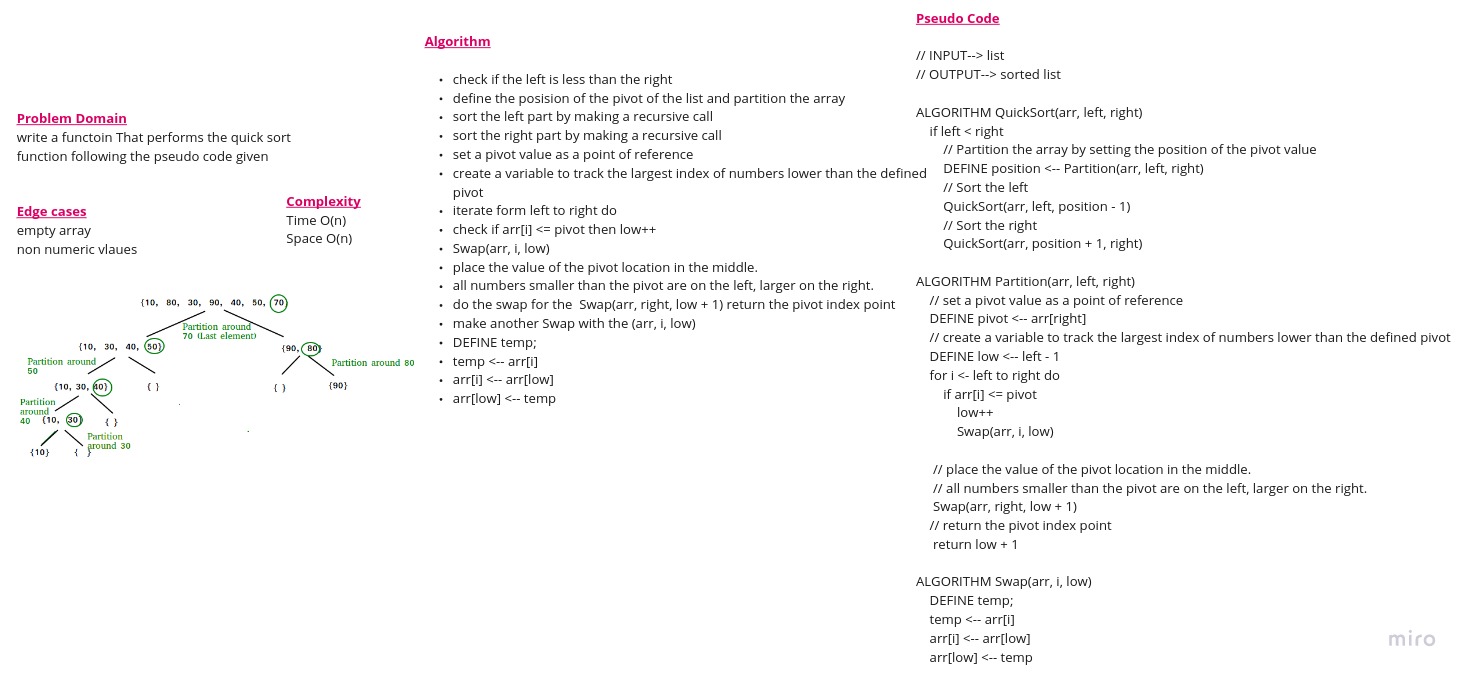 Problem Domain
write a functoin That performs the quick sort
function following the pseudo code given
Edge cases
empty array
non numeric vlaues
Complexity
Time O(n)
Space O(n)
{10, 80, 30, 90, 40, 50, 70}
Partition around
70 (Last element)
{10, 30, 40, 50}
{90, 80}
Partition around
50
Partition around 80
{10, 30, 40}
{ }
{ }
{90}
Partition
around
40
{10, 30}
{ }
Partition
around 30
{10}
{ }
Algorithm
• check if the left is less than the right
• define the posision of the pivot of the list and partition the array
• sort the left part by making a recursive call
• sort the right part by making a recursive call
• set a pivot value as a point of reference
• create a variable to track the largest index of numbers lower than the defined
pivot
• iterate form left to right do
• check if arr[i] <= pivot then low++
• Swap(arr, i, low)
• place the value of the pivot location in the middle.
• all numbers smaller than the pivot are on the left, larger on the right.
• do the swap for the  Swap(arr, right, low + 1) return the pivot index point
• make another Swap with the (arr, i, low)
• DEFINE temp;
• temp <-- arr[i]
• arr[i] <-- arr[low]
• arr[low] <-- temp
Pseudo Code
// INPUT--> list
// OUTPUT--> sorted list
ALGORITHM QuickSort(arr, left, right)
if left < right
// Partition the array by setting the position of the pivot value
DEFINE position <-- Partition(arr, left, right)
// Sort the left
QuickSort(arr, left, position - 1)
// Sort the right
QuickSort(arr, position + 1, right)
ALGORITHM Partition(arr, left, right)
// set a pivot value as a point of reference
DEFINE pivot <-- arr[right]
// create a variable to track the largest index of numbers lower than the defined pivot
DEFINE low <-- left - 1
for i <- left to right do
if arr[i] <= pivot
low++
Swap(arr, i, low)
// place the value of the pivot location in the middle.
// all numbers smaller than the pivot are on the left, larger on the right.
Swap(arr, right, low + 1)
// return the pivot index point
return low + 1
ALGORITHM Swap(arr, i, low)
DEFINE temp;
temp <-- arr[i]
arr[i] <-- arr[low]
arr[low] <-- temp
miro